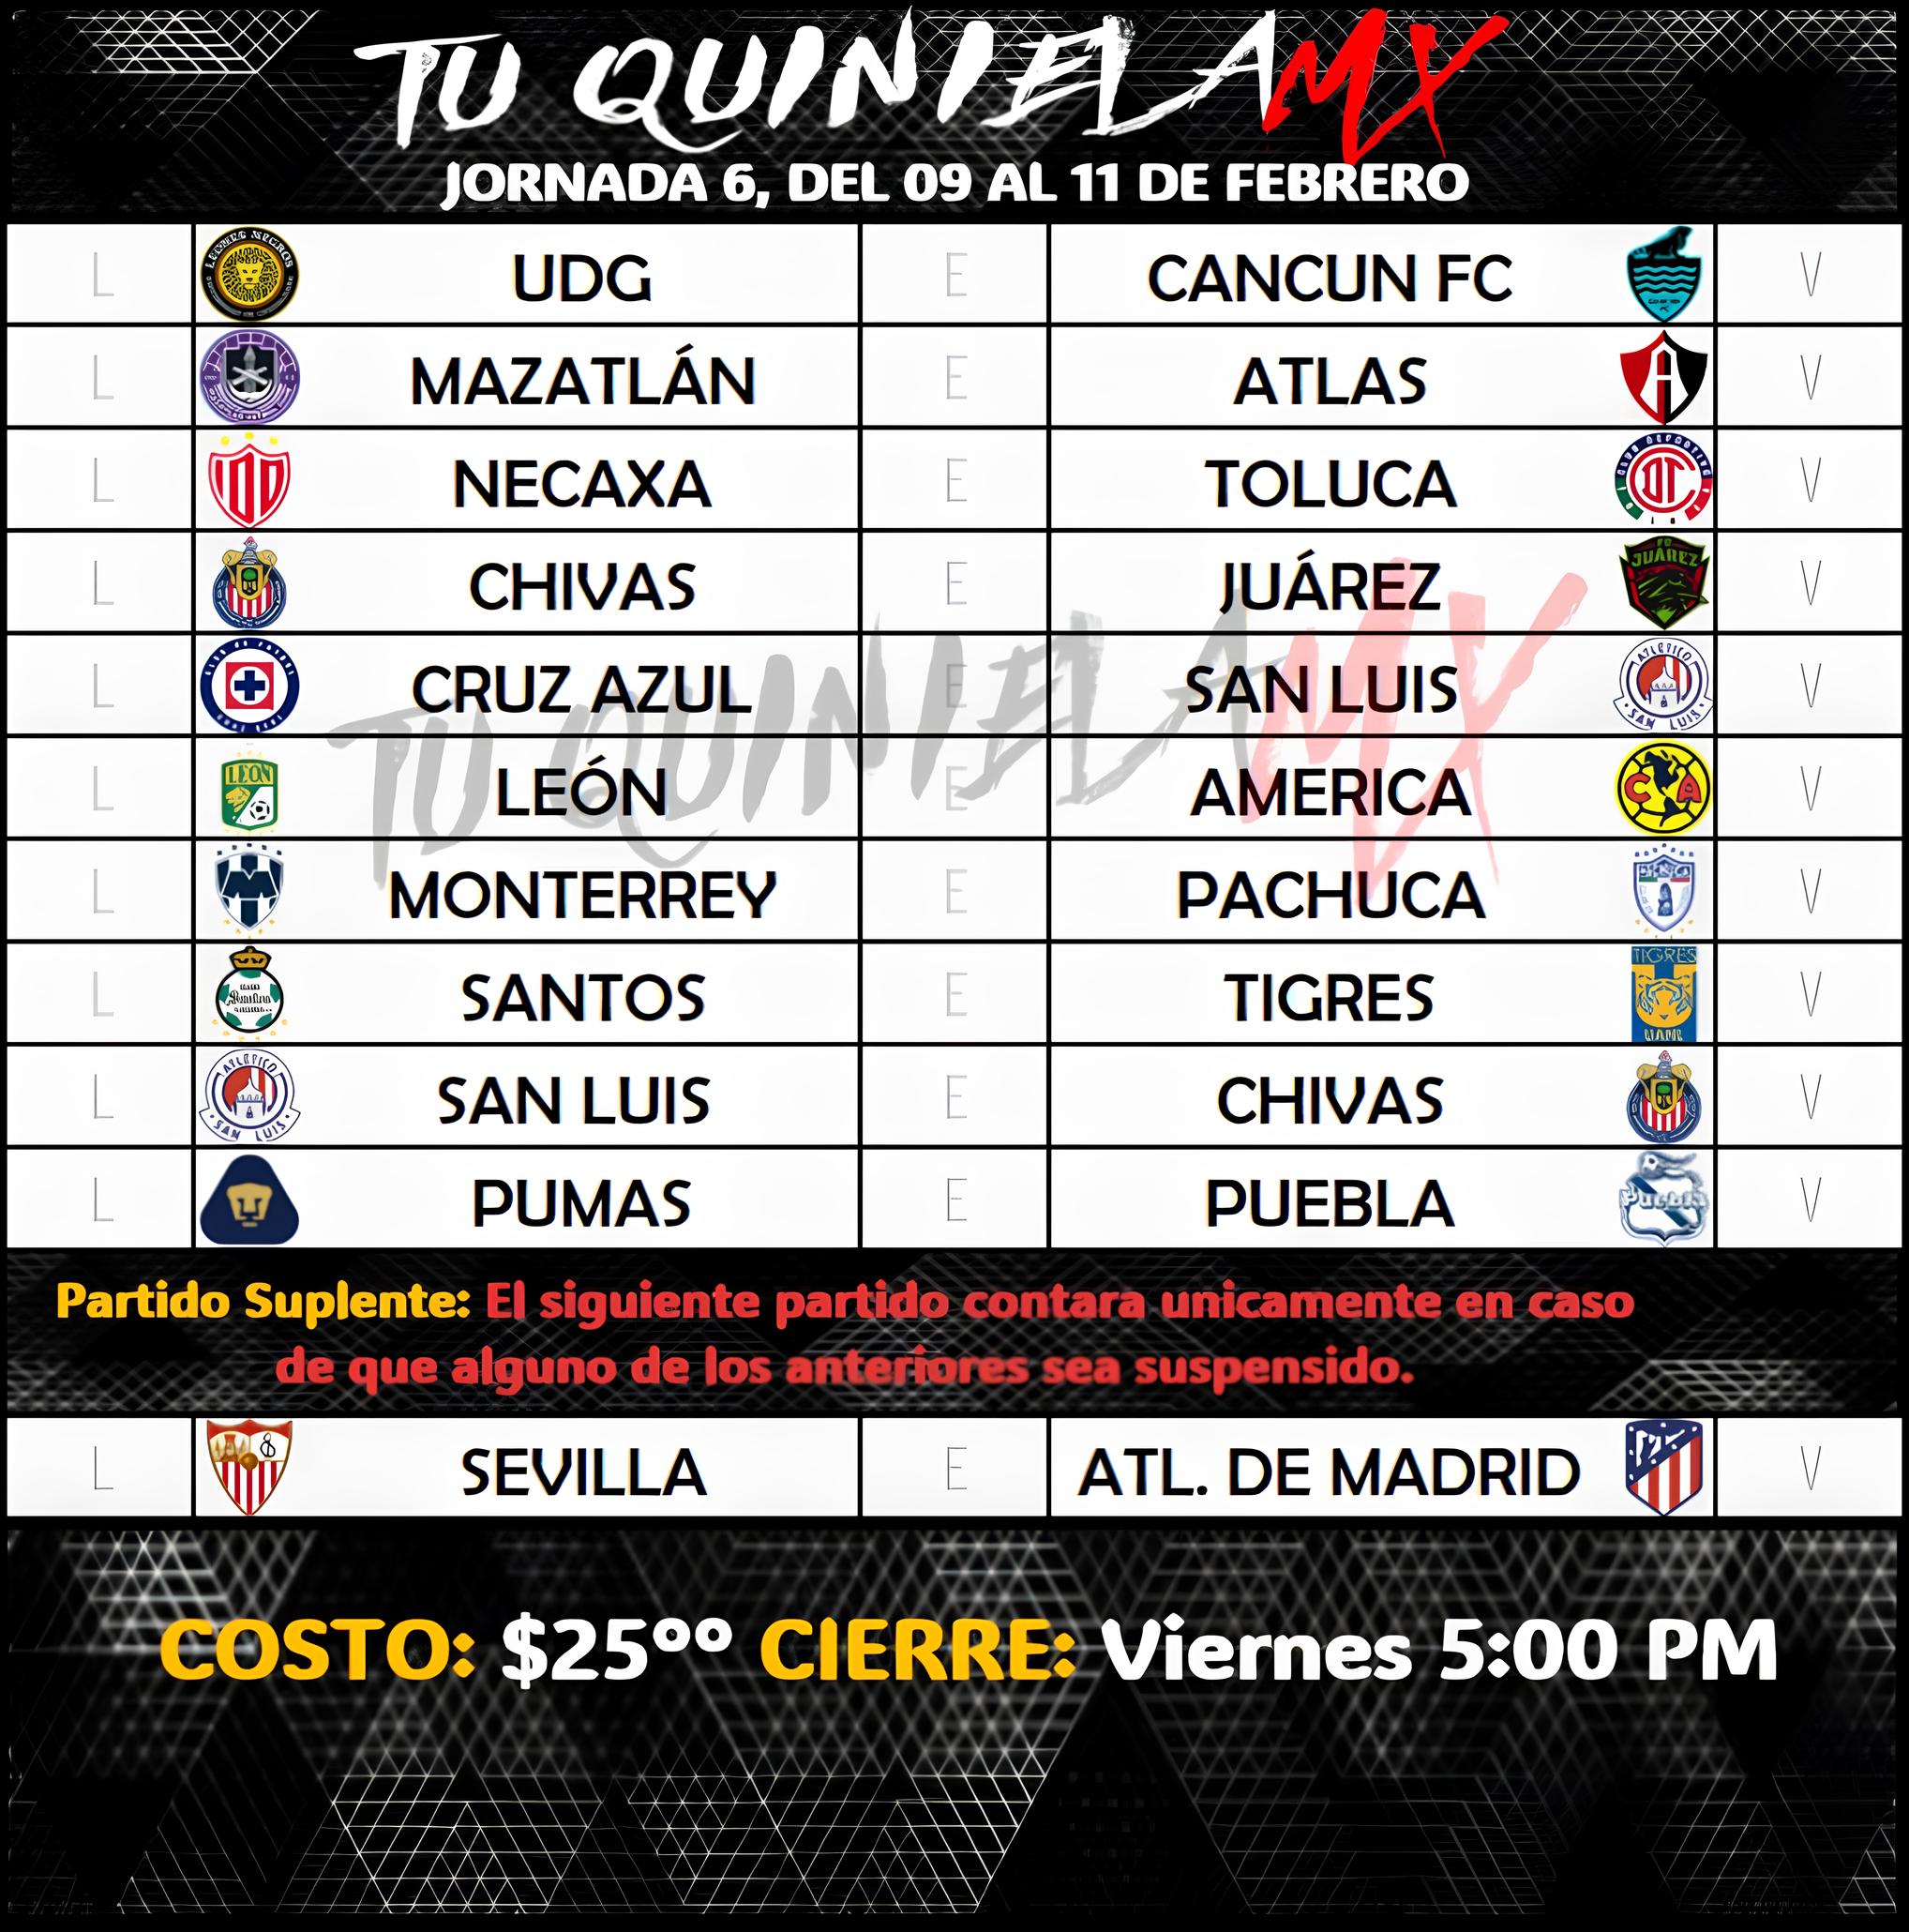 TU QUINIELAMX
JORNADA 6, DEL 09 AL 11 DE FEBRERO
L UDG E CANCUN FC V
L MAZATLÁN E ATLAS V
L NECAXA E TOLUCA V
L CHIVAS E JUÁREZ V
L CRUZ AZUL E SAN LUIS V
L LEÓN E AMERICA V
L MONTERREY E PACHUCA V
L SANTOS E TIGRES V
L SAN LUIS E CHIVAS V
L PUMAS E PUEBLA V
TU QUINIELAMX
Partido Suplente: El siguiente partido contara unicamente en caso
de que alguno de los anteriores sea suspendido.
L SEVILLA E ATL. DE MADRID V
COSTO: $25°° CIERRE: Viernes 5:00 PM